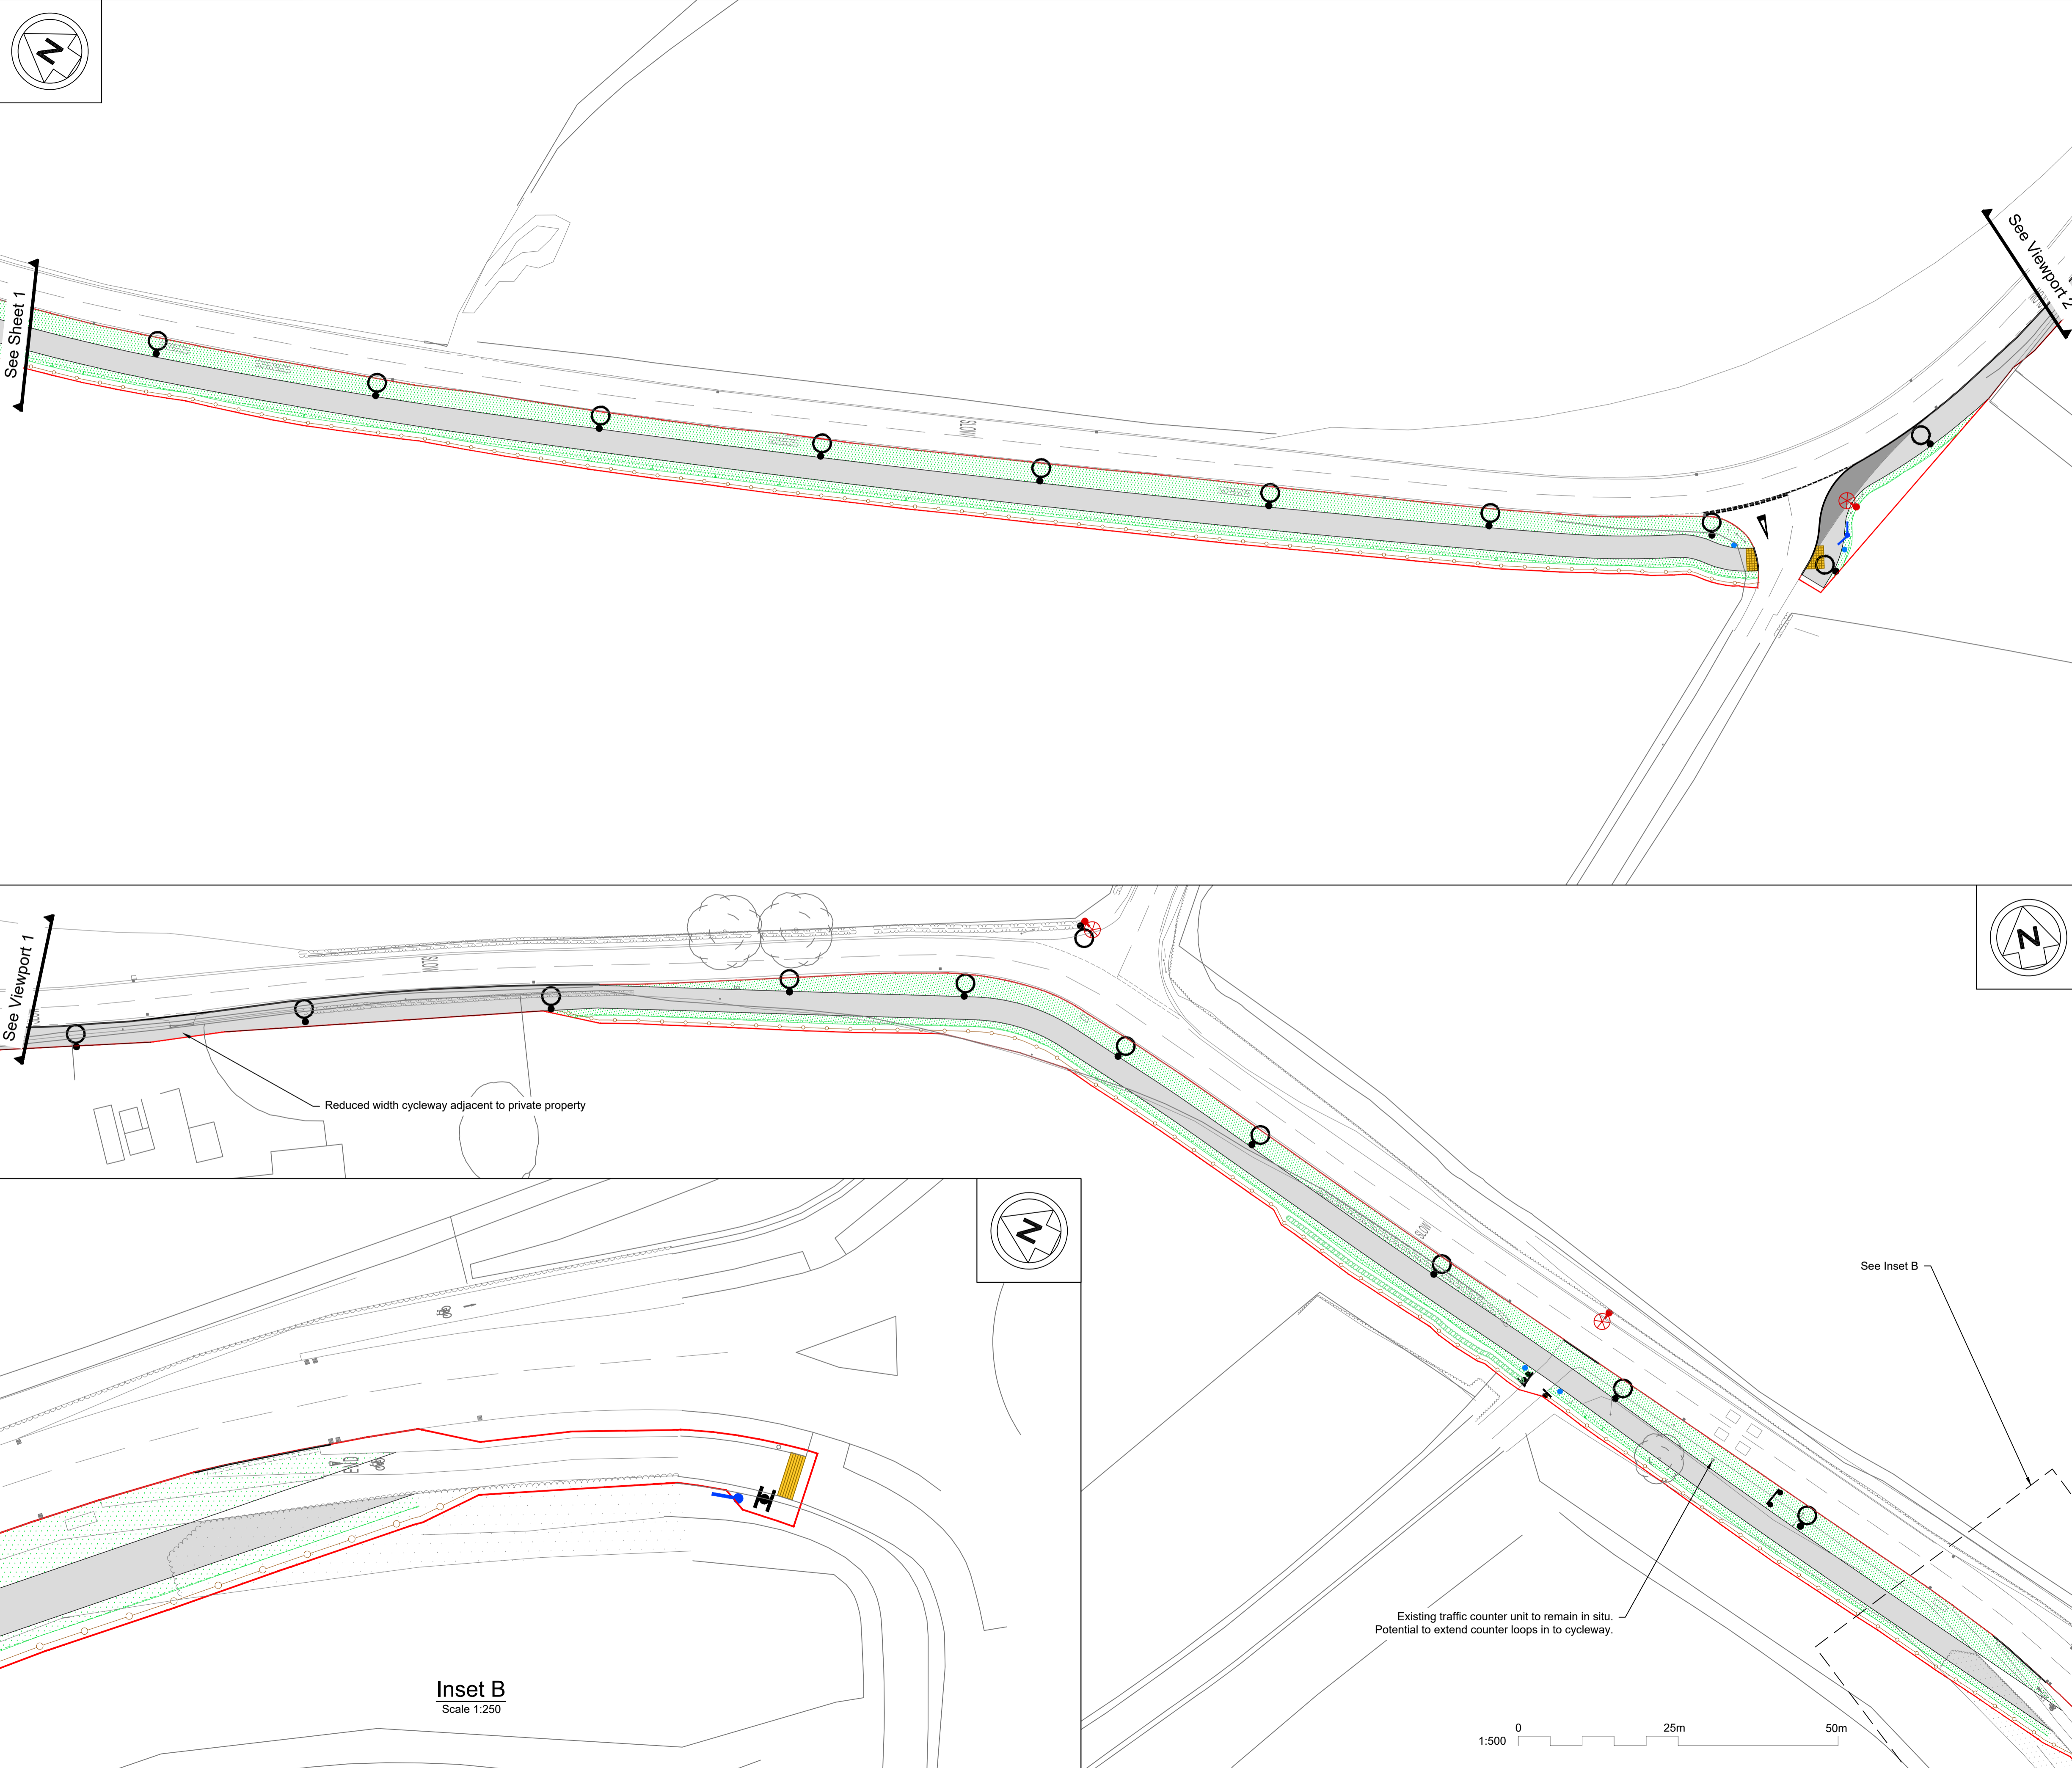 N
See Sheet 1
SLOW
See Viewport 2
N
See Viewport 1
SLOW
Reduced width cycleway adjacent to private property
N
SLOW
See Inset B
END
Existing traffic counter unit to remain in situ.
Potential to extend counter loops in to cycleway.
Inset B
Scale 1:250
1:500
0
25m
50m